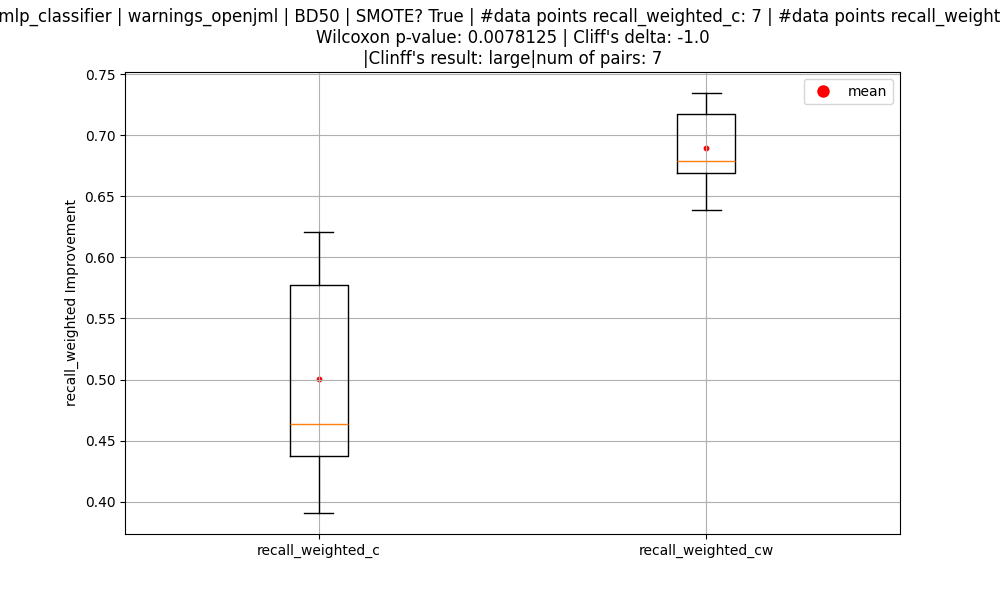 mlp_classifier | warnings_openjml | BD50 | SMOTE? True | #data points recall_weighted_c: 7 | #data points recall_weight
Wilcoxon p-value: 0.0078125 | Cliff's delta: -1.0
|Clinff's result: large|num of pairs: 7
mean
recall_weighted Improvement
0.75
0.70
0.65
0.60
0.55
0.50
0.45
0.40
recall_weighted_c
recall_weighted_cw